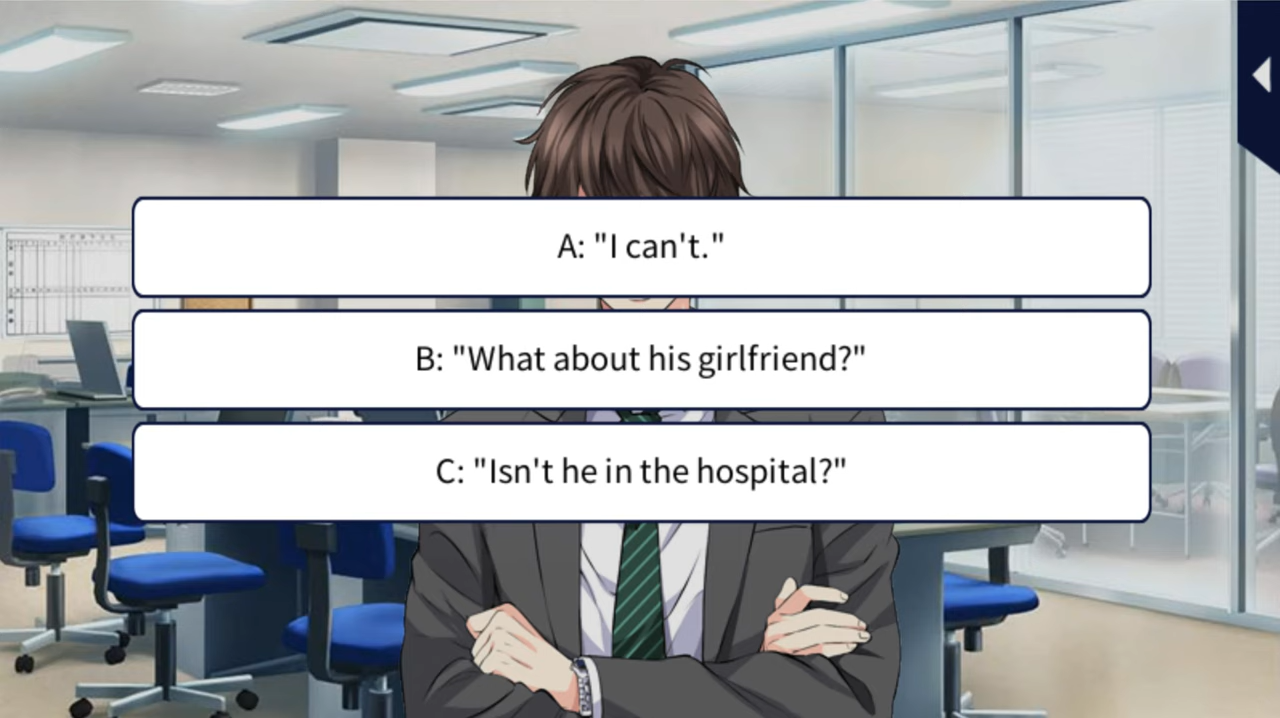 A: "I can't."
B: "What about his girlfriend?"
C: "Isn't he in the hospital?"